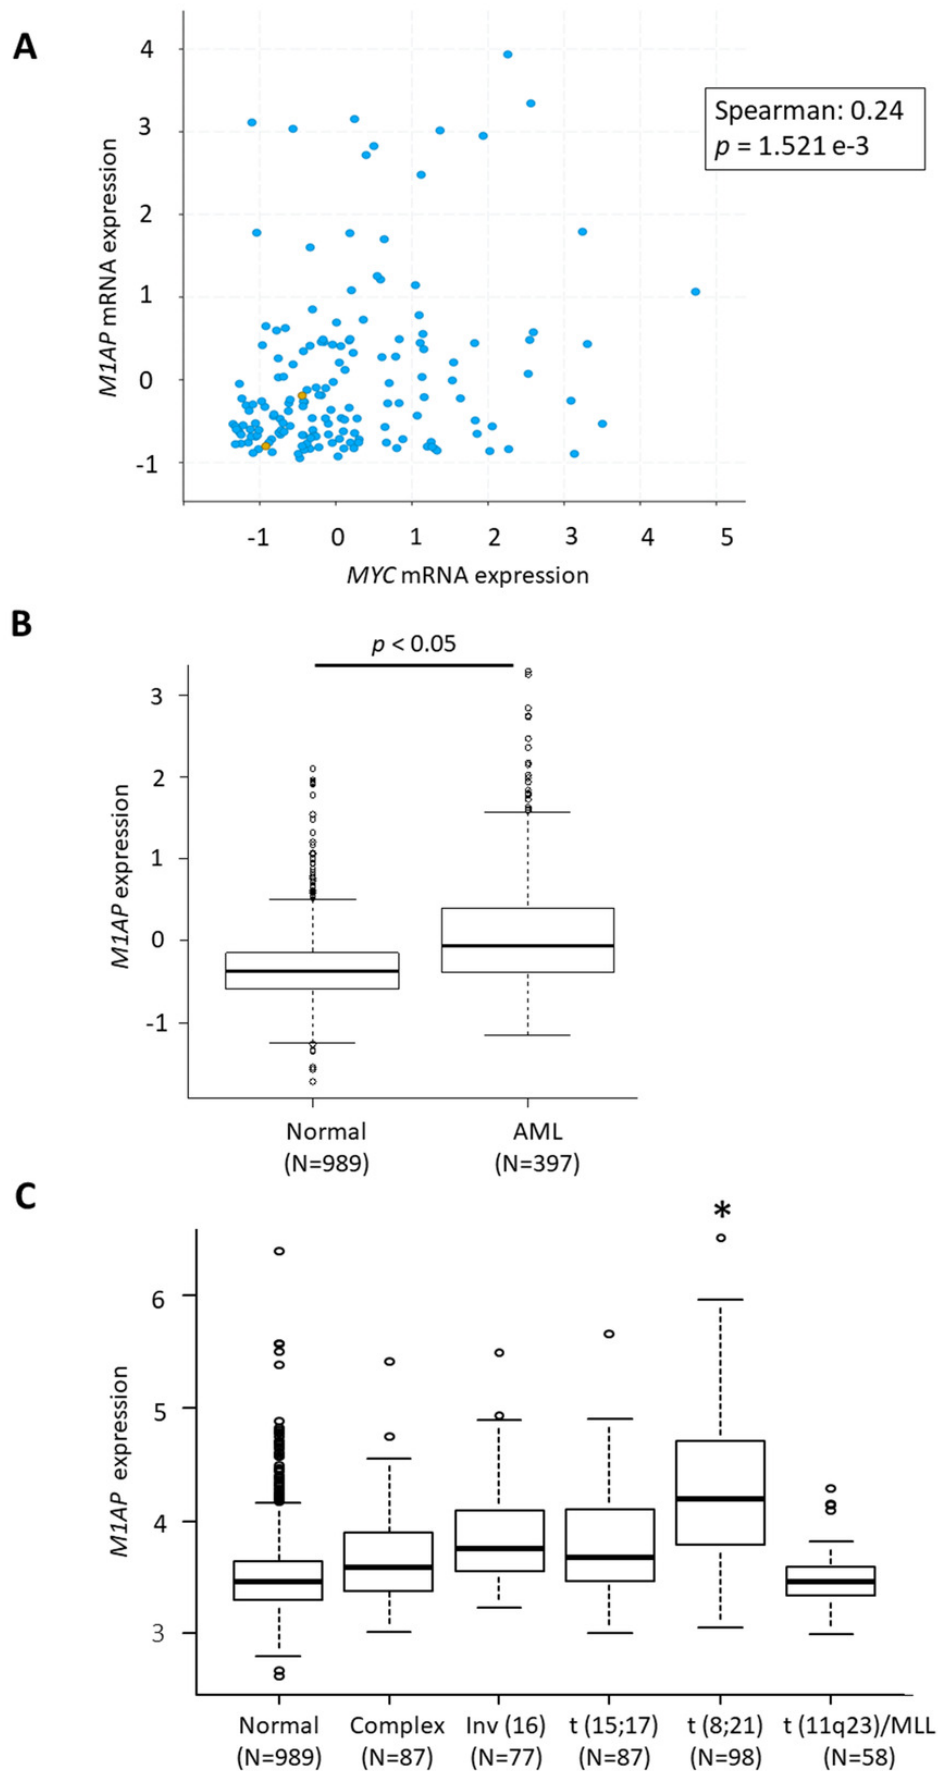 A
4
3
2
1
0
-1
M1AP mRNA expression
Spearman: 0.24
p = 1.521 e-3
-1 0 1 2 3 4 5
MYC mRNA expression
B
p < 0.05
3
2
1
0
-1
M1AP expression
Normal AML
(N=989) (N=397)
C
*
6
5
4
3
M1AP expression
Normal Complex Inv (16) t (15;17) t (8;21) t (11q23)/MLL
(N=989) (N=87) (N=77) (N=87) (N=98) (N=58)